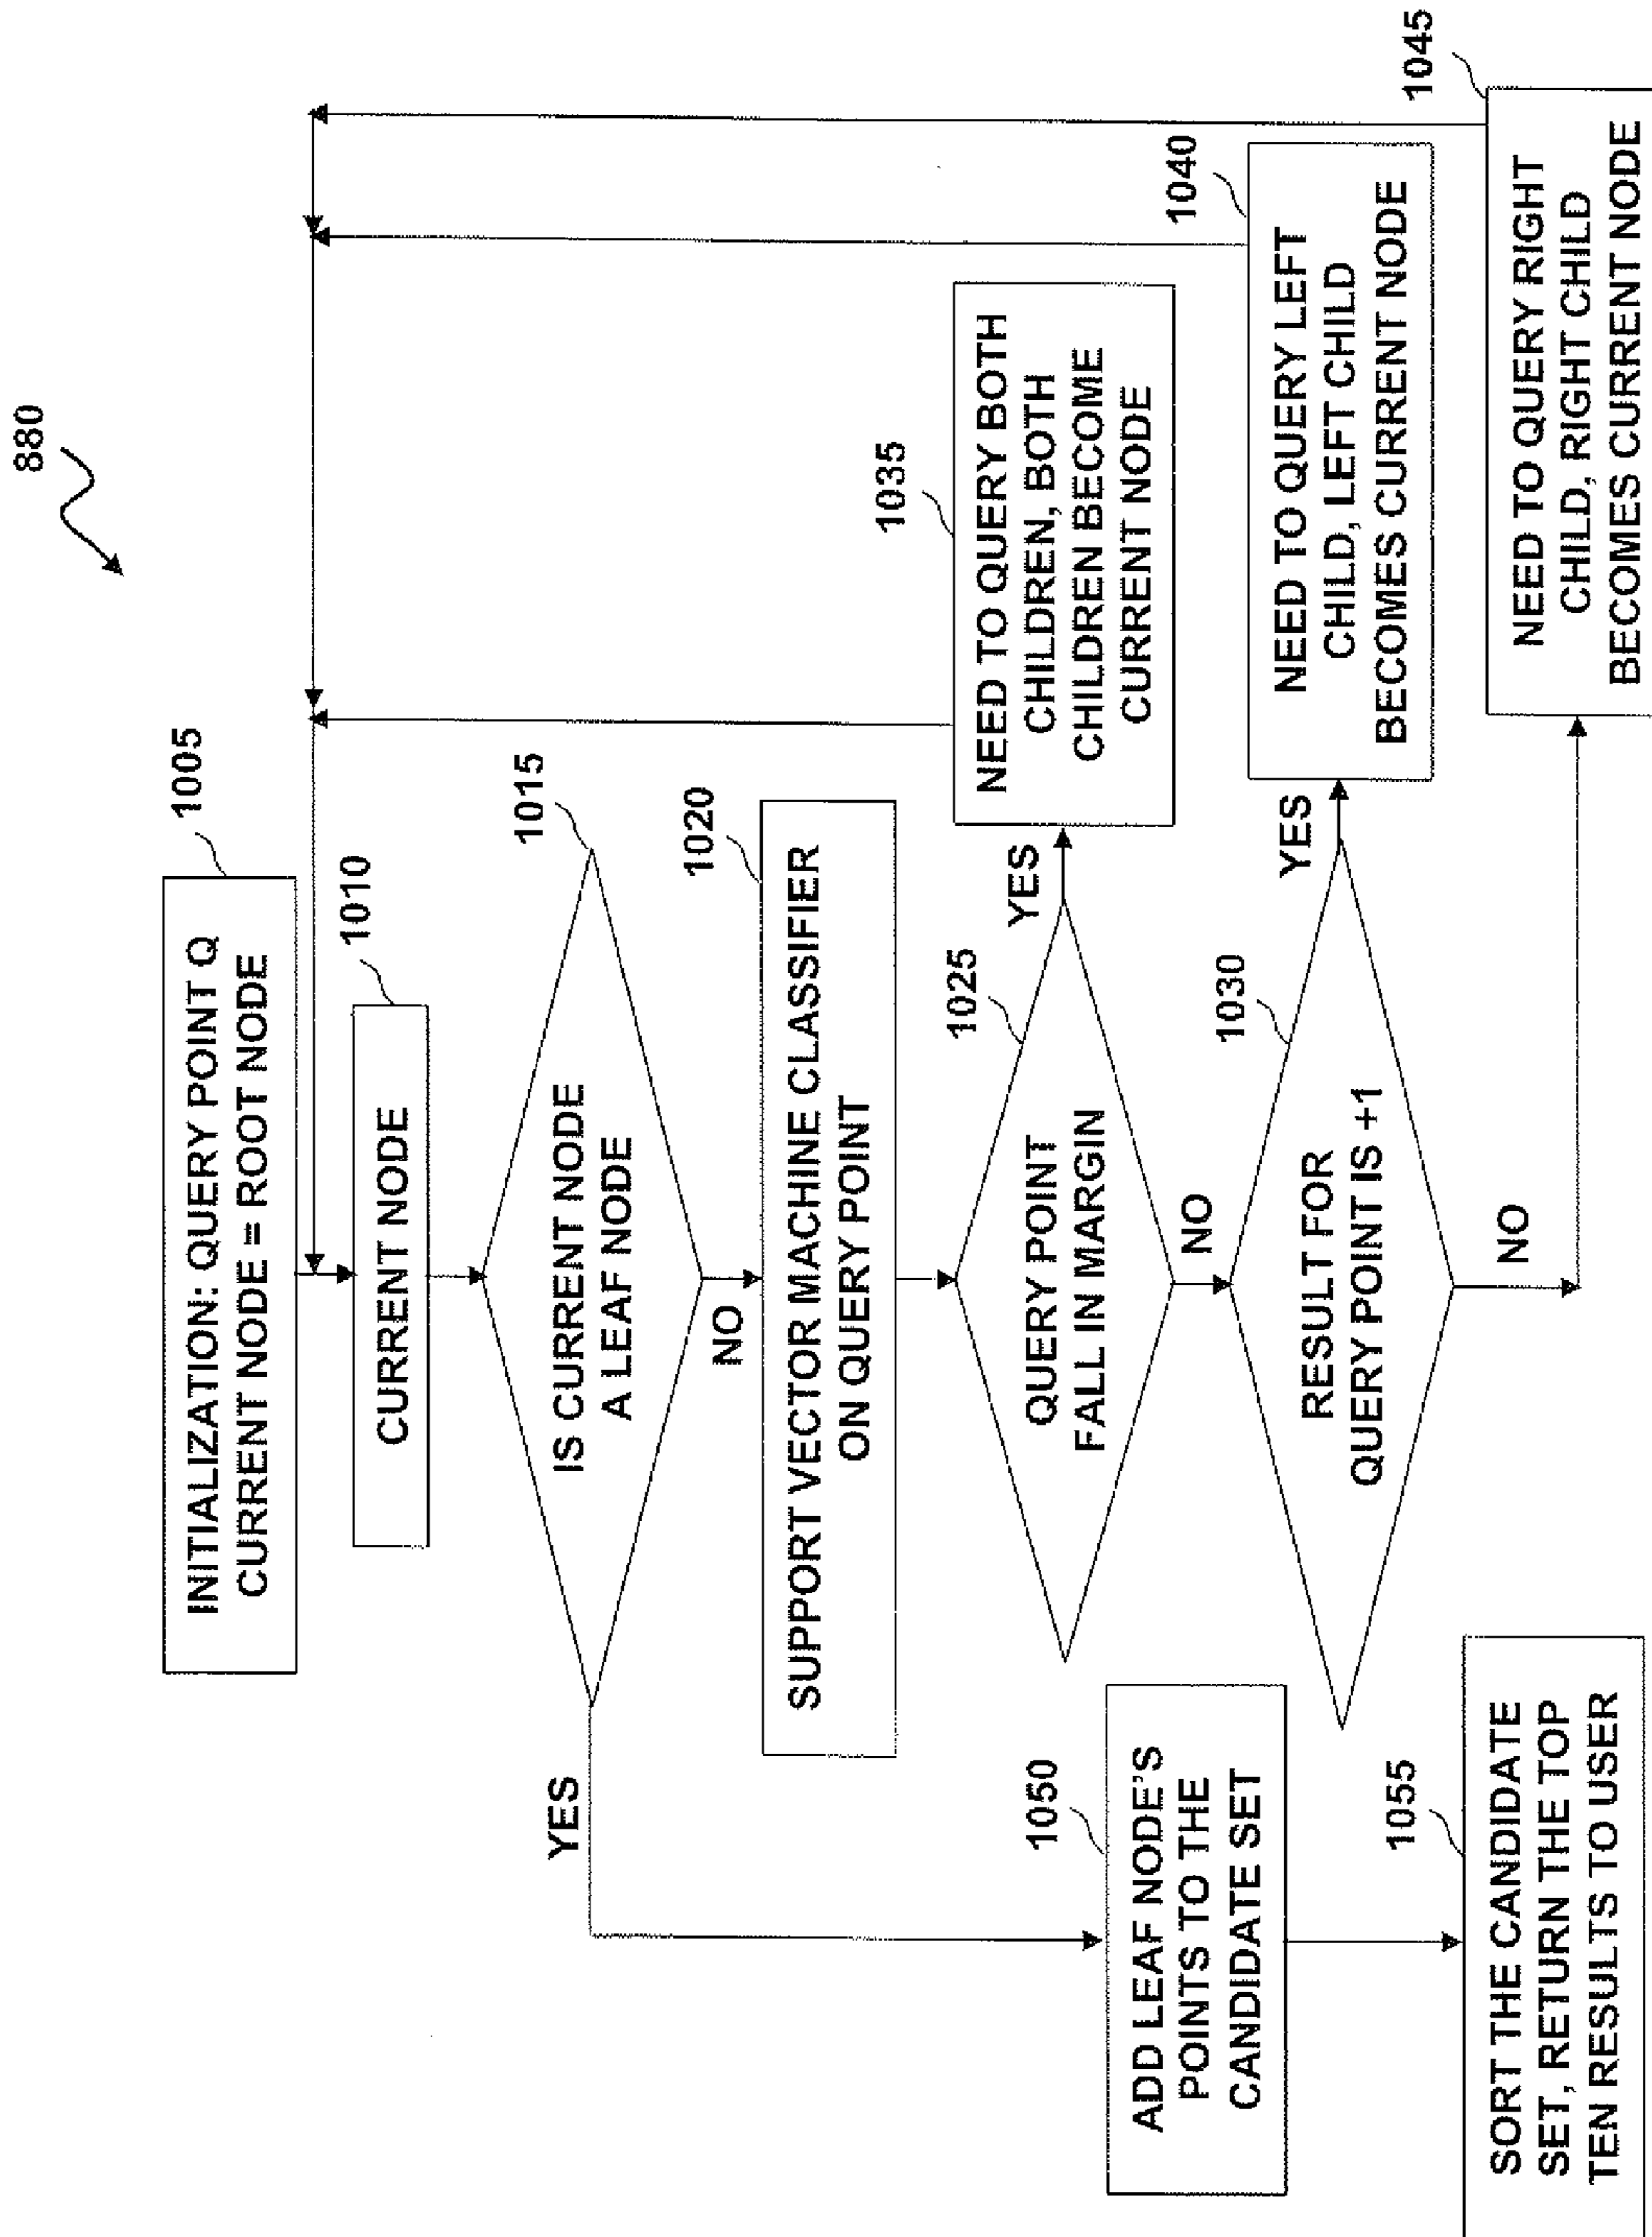 880
INITIALIZATION: QUERY POINT Q
CURRENT NODE = ROOT NODE
1005
CURRENT NODE
1010
IS CURRENT NODE
A LEAF NODE
1015
YES
NO
SUPPORT VECTOR MACHINE CLASSIFIER
ON QUERY POINT
1020
QUERY POINT
FALL IN MARGIN
1025
YES
NO
NEED TO QUERY BOTH
CHILDREN, BOTH
CHILDREN BECOME
CURRENT NODE
1035
RESULT FOR
QUERY POINT IS +1
1030
YES
NO
NEED TO QUERY LEFT
CHILD, LEFT CHILD
BECOMES CURRENT NODE
1040
NEED TO QUERY RIGHT
CHILD, RIGHT CHILD
BECOMES CURRENT NODE
1045
ADD LEAF NODE'S
POINTS TO THE
CANDIDATE SET
1050
SORT THE CANDIDATE
SET, RETURN THE TOP
TEN RESULTS TO USER
1055